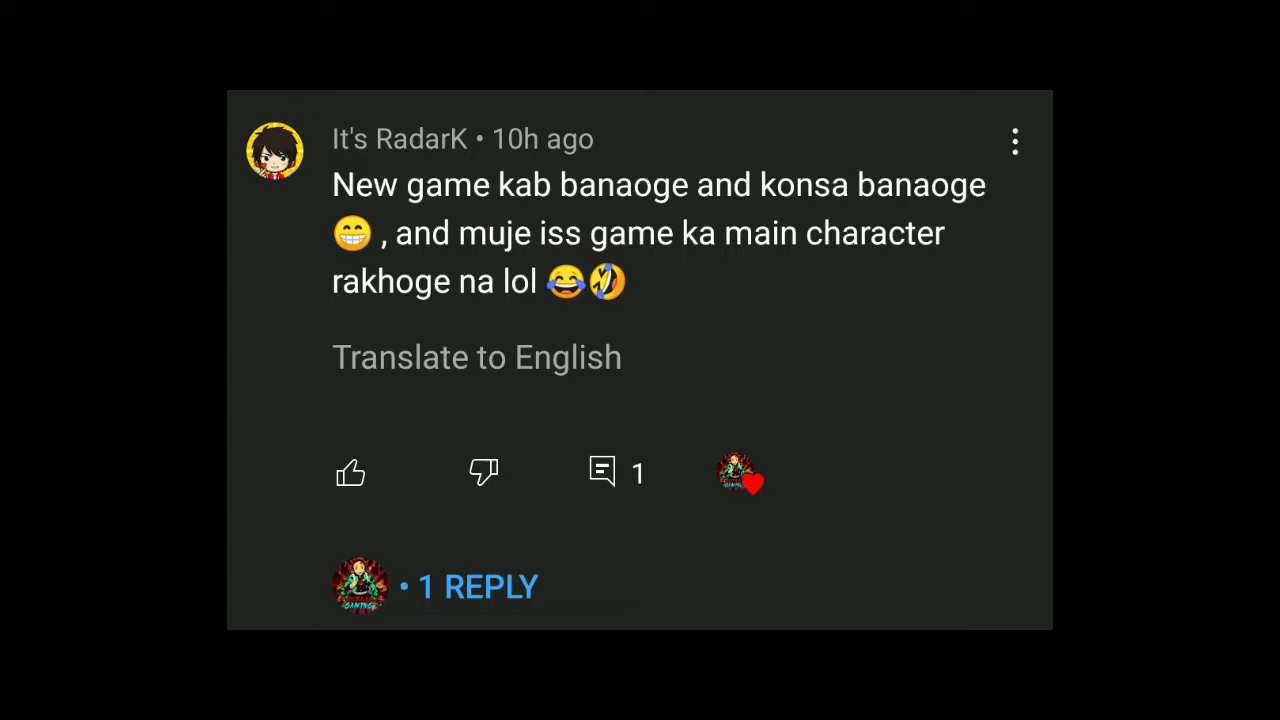 It's RadarK • 10h ago
New game kab banaoge and konsa banaoge
😁 , and muje iss game ka main character
rakhoge na lol 😂🤣
Translate to English
1
• 1 REPLY